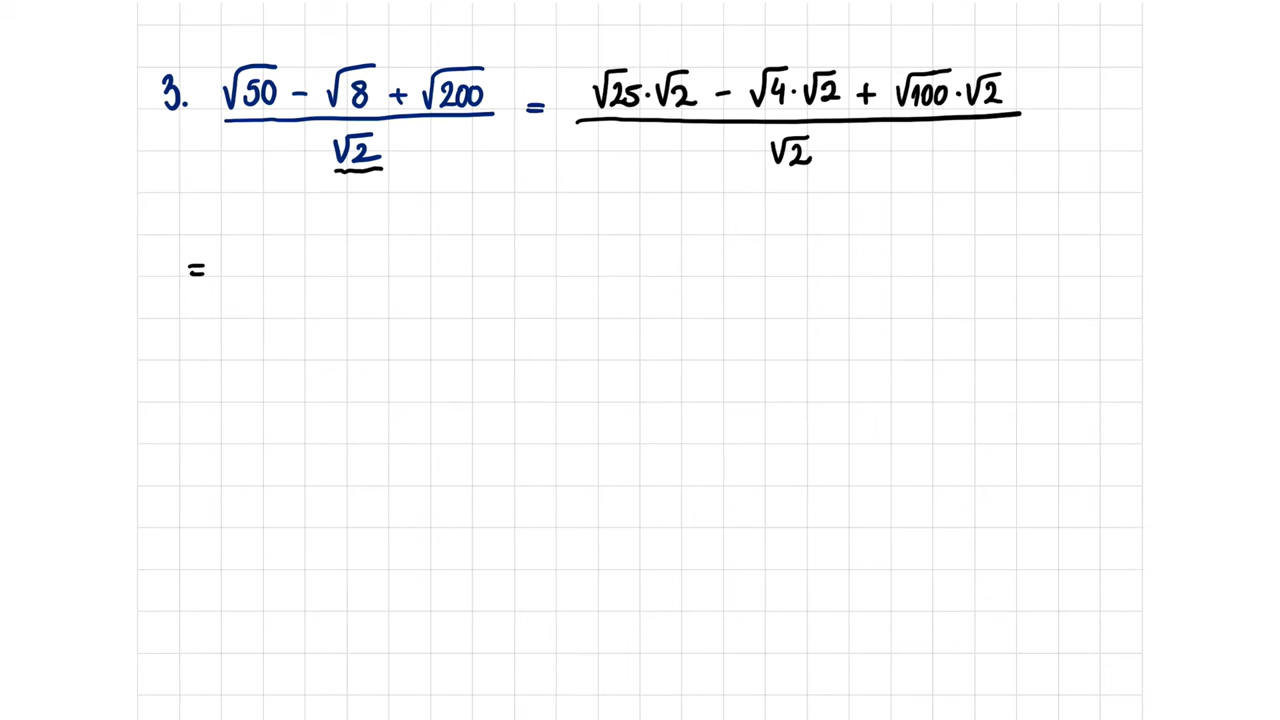 3. (√50 − √8 + √200) / √2 = (√25·√2 − √4·√2 + √100·√2) / √2
=